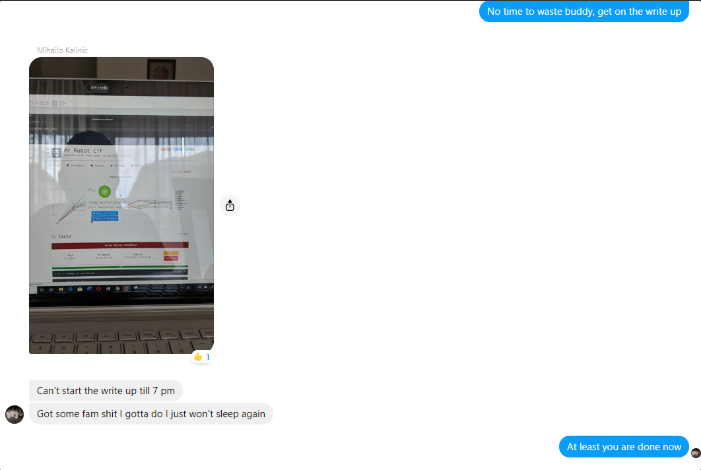 No time to waste buddy, get on the write up
Mihailo Kalinic
Mr Robot CTF
Tasks
1
Can't start the write up till 7 pm
Got some fam shit I gotta do I just won't sleep again
At least you are done now